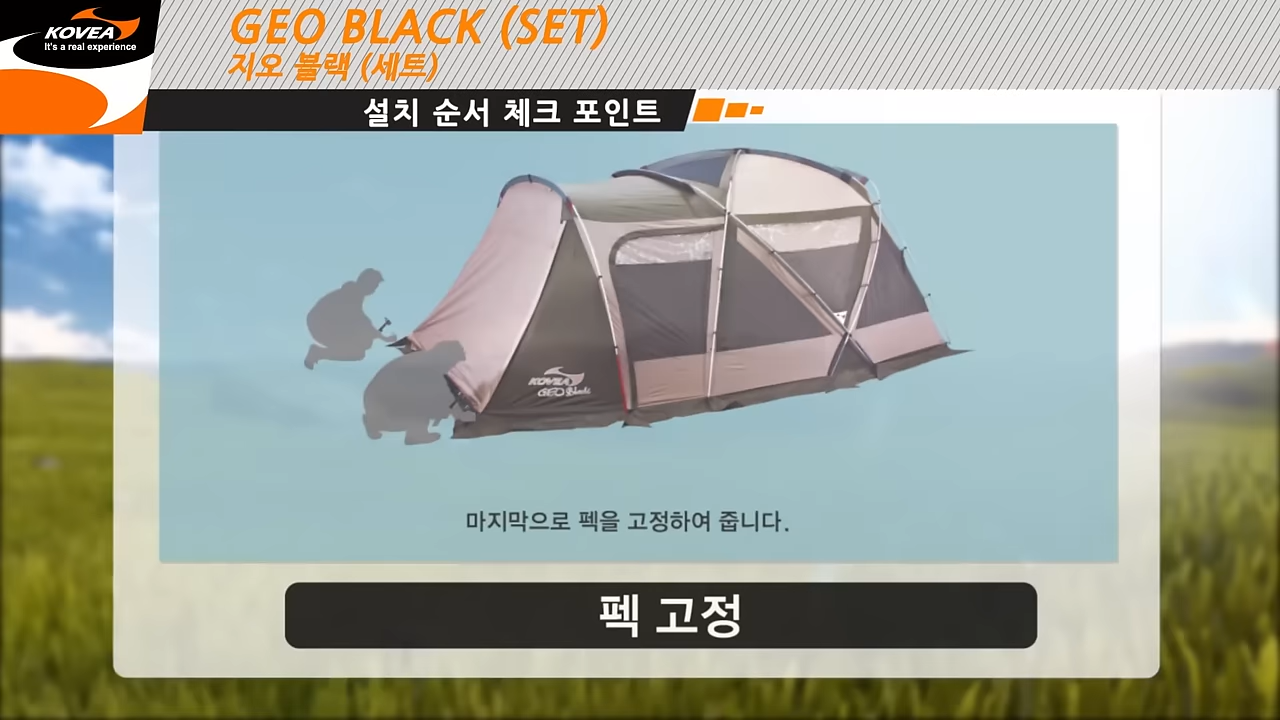 KOVEA
It's a real experience
GEO BLACK (SET)
지오 블랙 (세트)
설치 순서 체크 포인트
KOVEA
GEO Black
마지막으로 펙을 고정하여 줍니다.
펙 고정